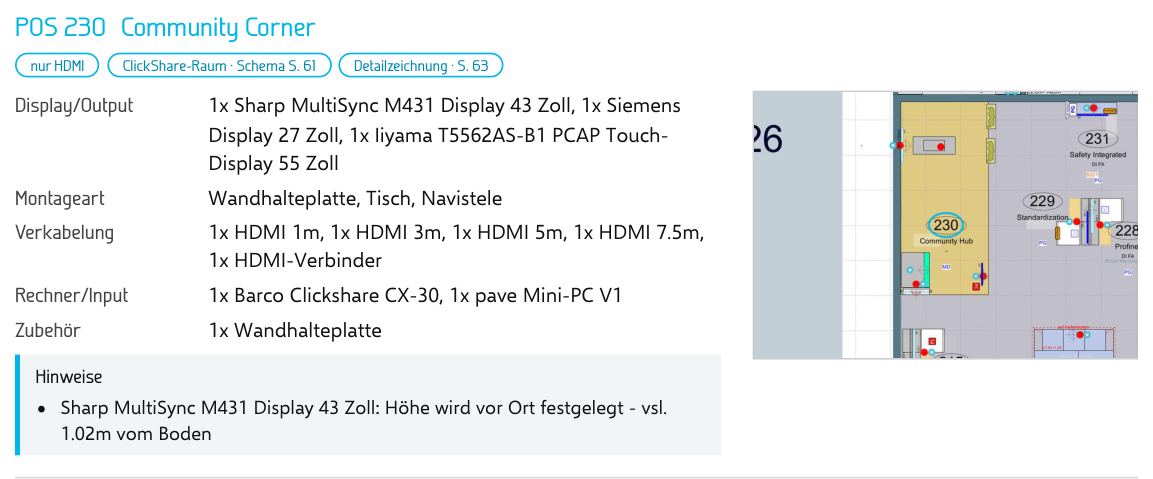 POS 230 Community Corner
nur HDMI
ClickShare-Raum · Schema S. 61
Detailzeichnung · S. 63
Display/Output
1x Sharp MultiSync M431 Display 43 Zoll, 1x Siemens
Display 27 Zoll, 1x Iiyama T5562AS-B1 PCAP Touch-
Display 55 Zoll
Montageart
Wandhalteplatte, Tisch, Navistele
Verkabelung
1x HDMI 1m, 1x HDMI 3m, 1x HDMI 5m, 1x HDMI 7.5m,
1x HDMI-Verbinder
Rechner/Input
1x Barco Clickshare CX-30, 1x pave Mini-PC V1
Zubehör
1x Wandhalteplatte
Hinweise
• Sharp MultiSync M431 Display 43 Zoll: Höhe wird vor Ort festgelegt - vsl.
1.02m vom Boden
26
231
Safety Integrated
DI FA
PG
229
Standardization
PG
228
Profine
DI FA
PG
230
Community Hub
MD